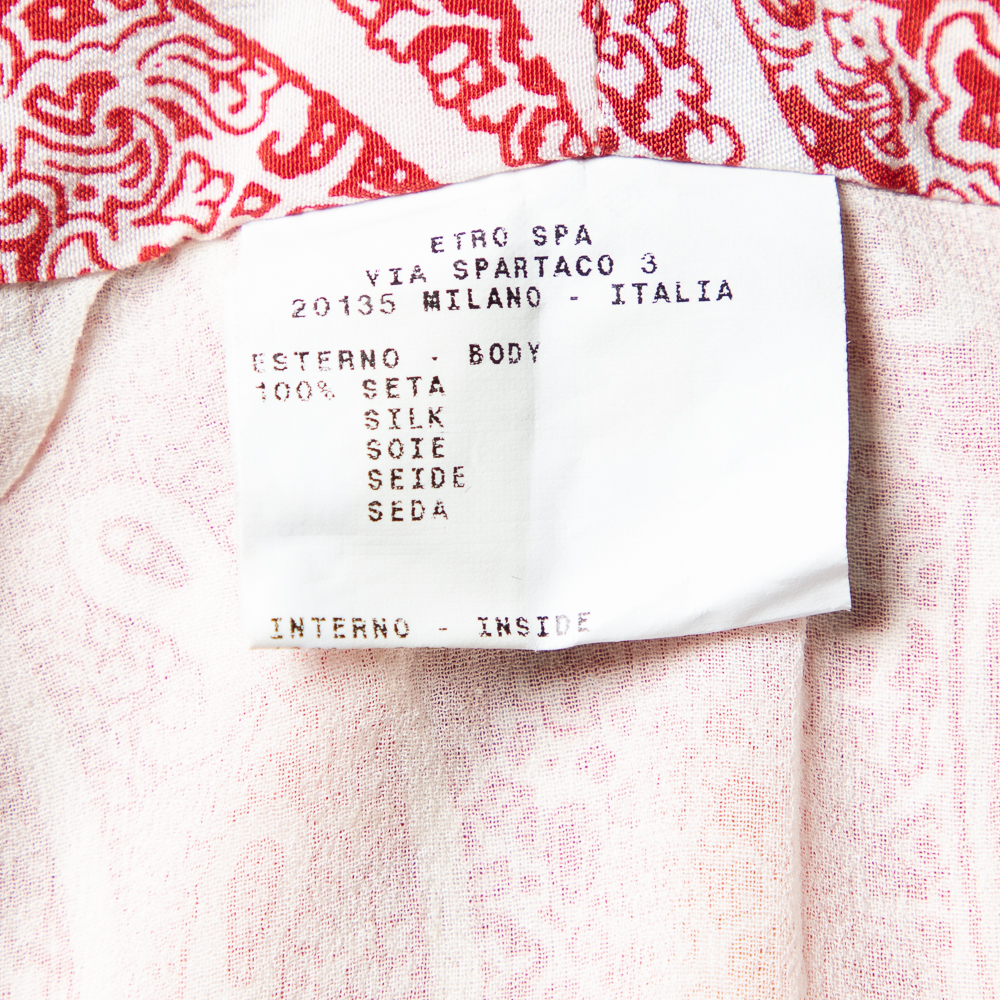 ETRO SPA
VIA SPARTACO 3
20135 MILANO - ITALIA
ESTERNO - BODY
100% SETA
SILK
SOIE
SEIDE
SEDA
INTERNO - INSIDE